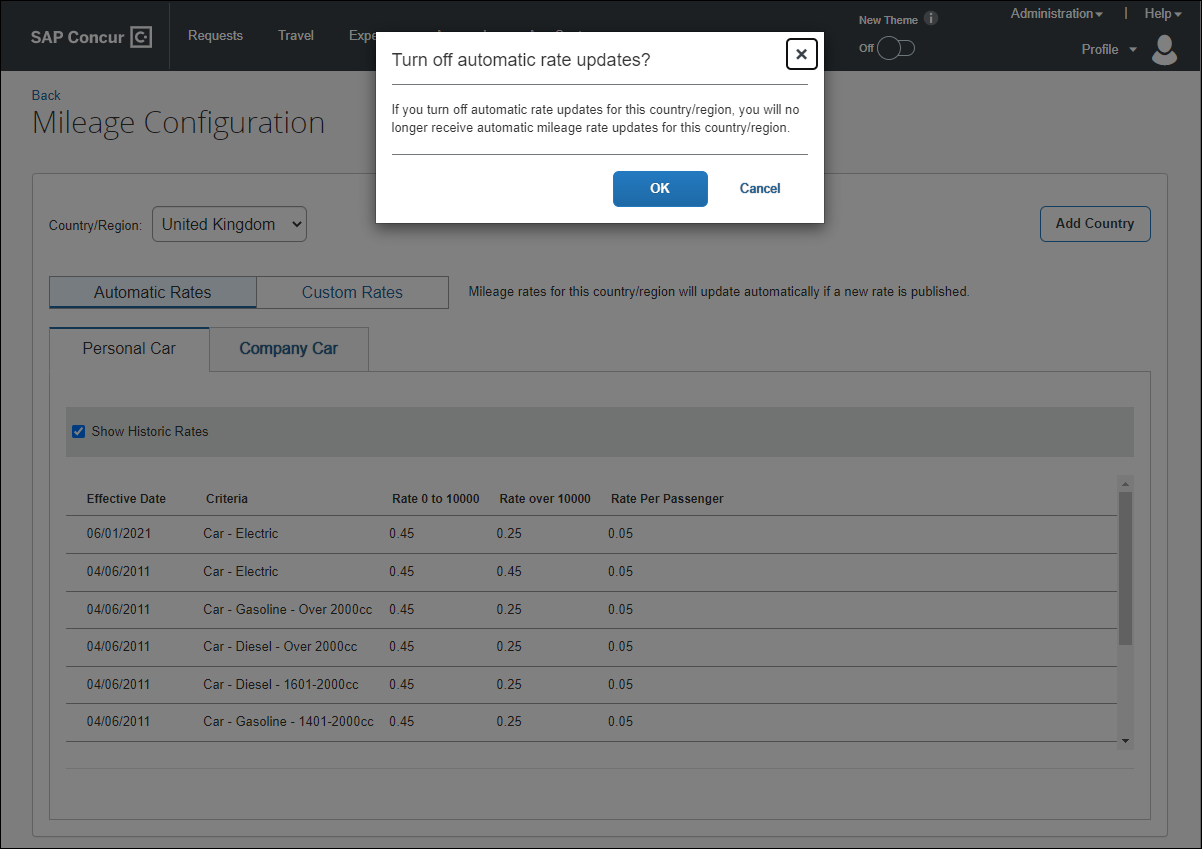 SAP Concur
Requests
Travel
New Theme
Off
Administration
|
Help
Profile
Turn off automatic rate updates?
If you turn off automatic rate updates for this country/region, you will no
longer receive automatic mileage rate updates for this country/region.
OK
Cancel
Back
Mileage Configuration
Country/Region:
United Kingdom
Add Country
Automatic Rates
Custom Rates
Mileage rates for this country/region will update automatically if a new rate is published.
Personal Car
Company Car
Show Historic Rates
Effective Date Criteria Rate 0 to 10000 Rate over 10000 Rate Per Passenger
06/01/2021 Car - Electric 0.45 0.25 0.05
04/06/2011 Car - Electric 0.45 0.45 0.05
04/06/2011 Car - Gasoline - Over 2000cc 0.45 0.25 0.05
04/06/2011 Car - Diesel - Over 2000cc 0.45 0.25 0.05
04/06/2011 Car - Diesel - 1601-2000cc 0.45 0.25 0.05
04/06/2011 Car - Gasoline - 1401-2000cc 0.45 0.25 0.05